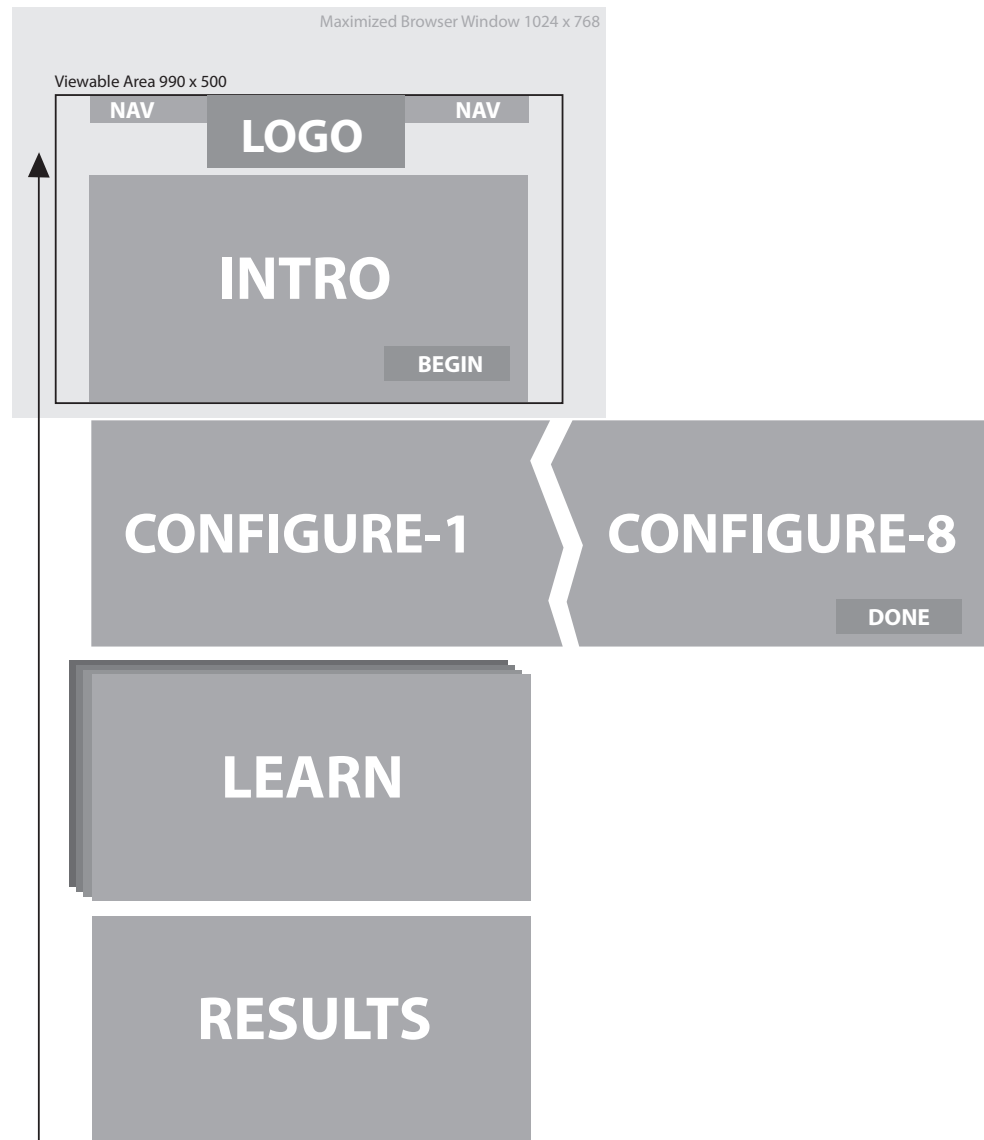 Maximized Browser Window 1024 x 768
Viewable Area 990 x 500
NAV
LOGO
NAV
INTRO
BEGIN
CONFIGURE-1
CONFIGURE-8
DONE
LEARN
RESULTS